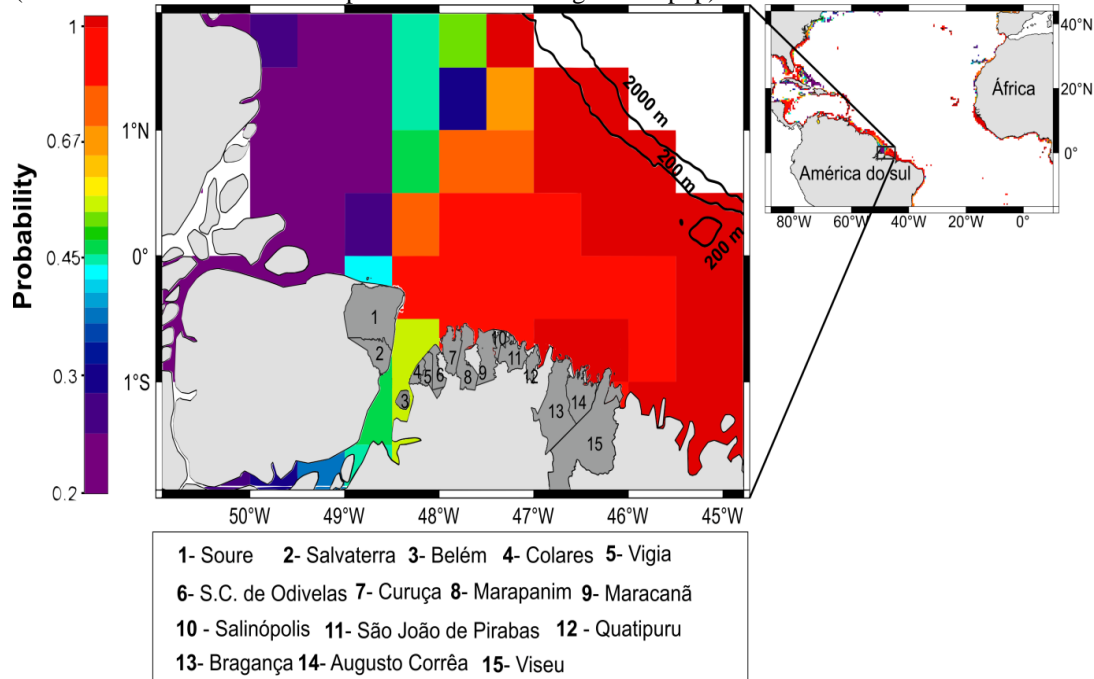 1
0.67
0.45
0.3
0.2
Probability
1°N
0°
1°S
50°W
49°W
48°W
47°W
46°W
45°W
2000 m
200 m
200 m
1
2
3
4
5
6
7
8
9
10
11
12
13
14
15
África
América do sul
40°N
20°N
0°
80°W
60°W
40°W
20°W
0°
1- Soure 2- Salvaterra 3- Belém 4- Colares 5- Vigia
6- S.C. de Odivelas 7- Curuça 8- Marapanim 9- Maracanã
10 - Salinópolis 11- São João de Pirabas 12 - Quatipuru
13- Bragança 14- Augusto Corrêa 15- Viseu